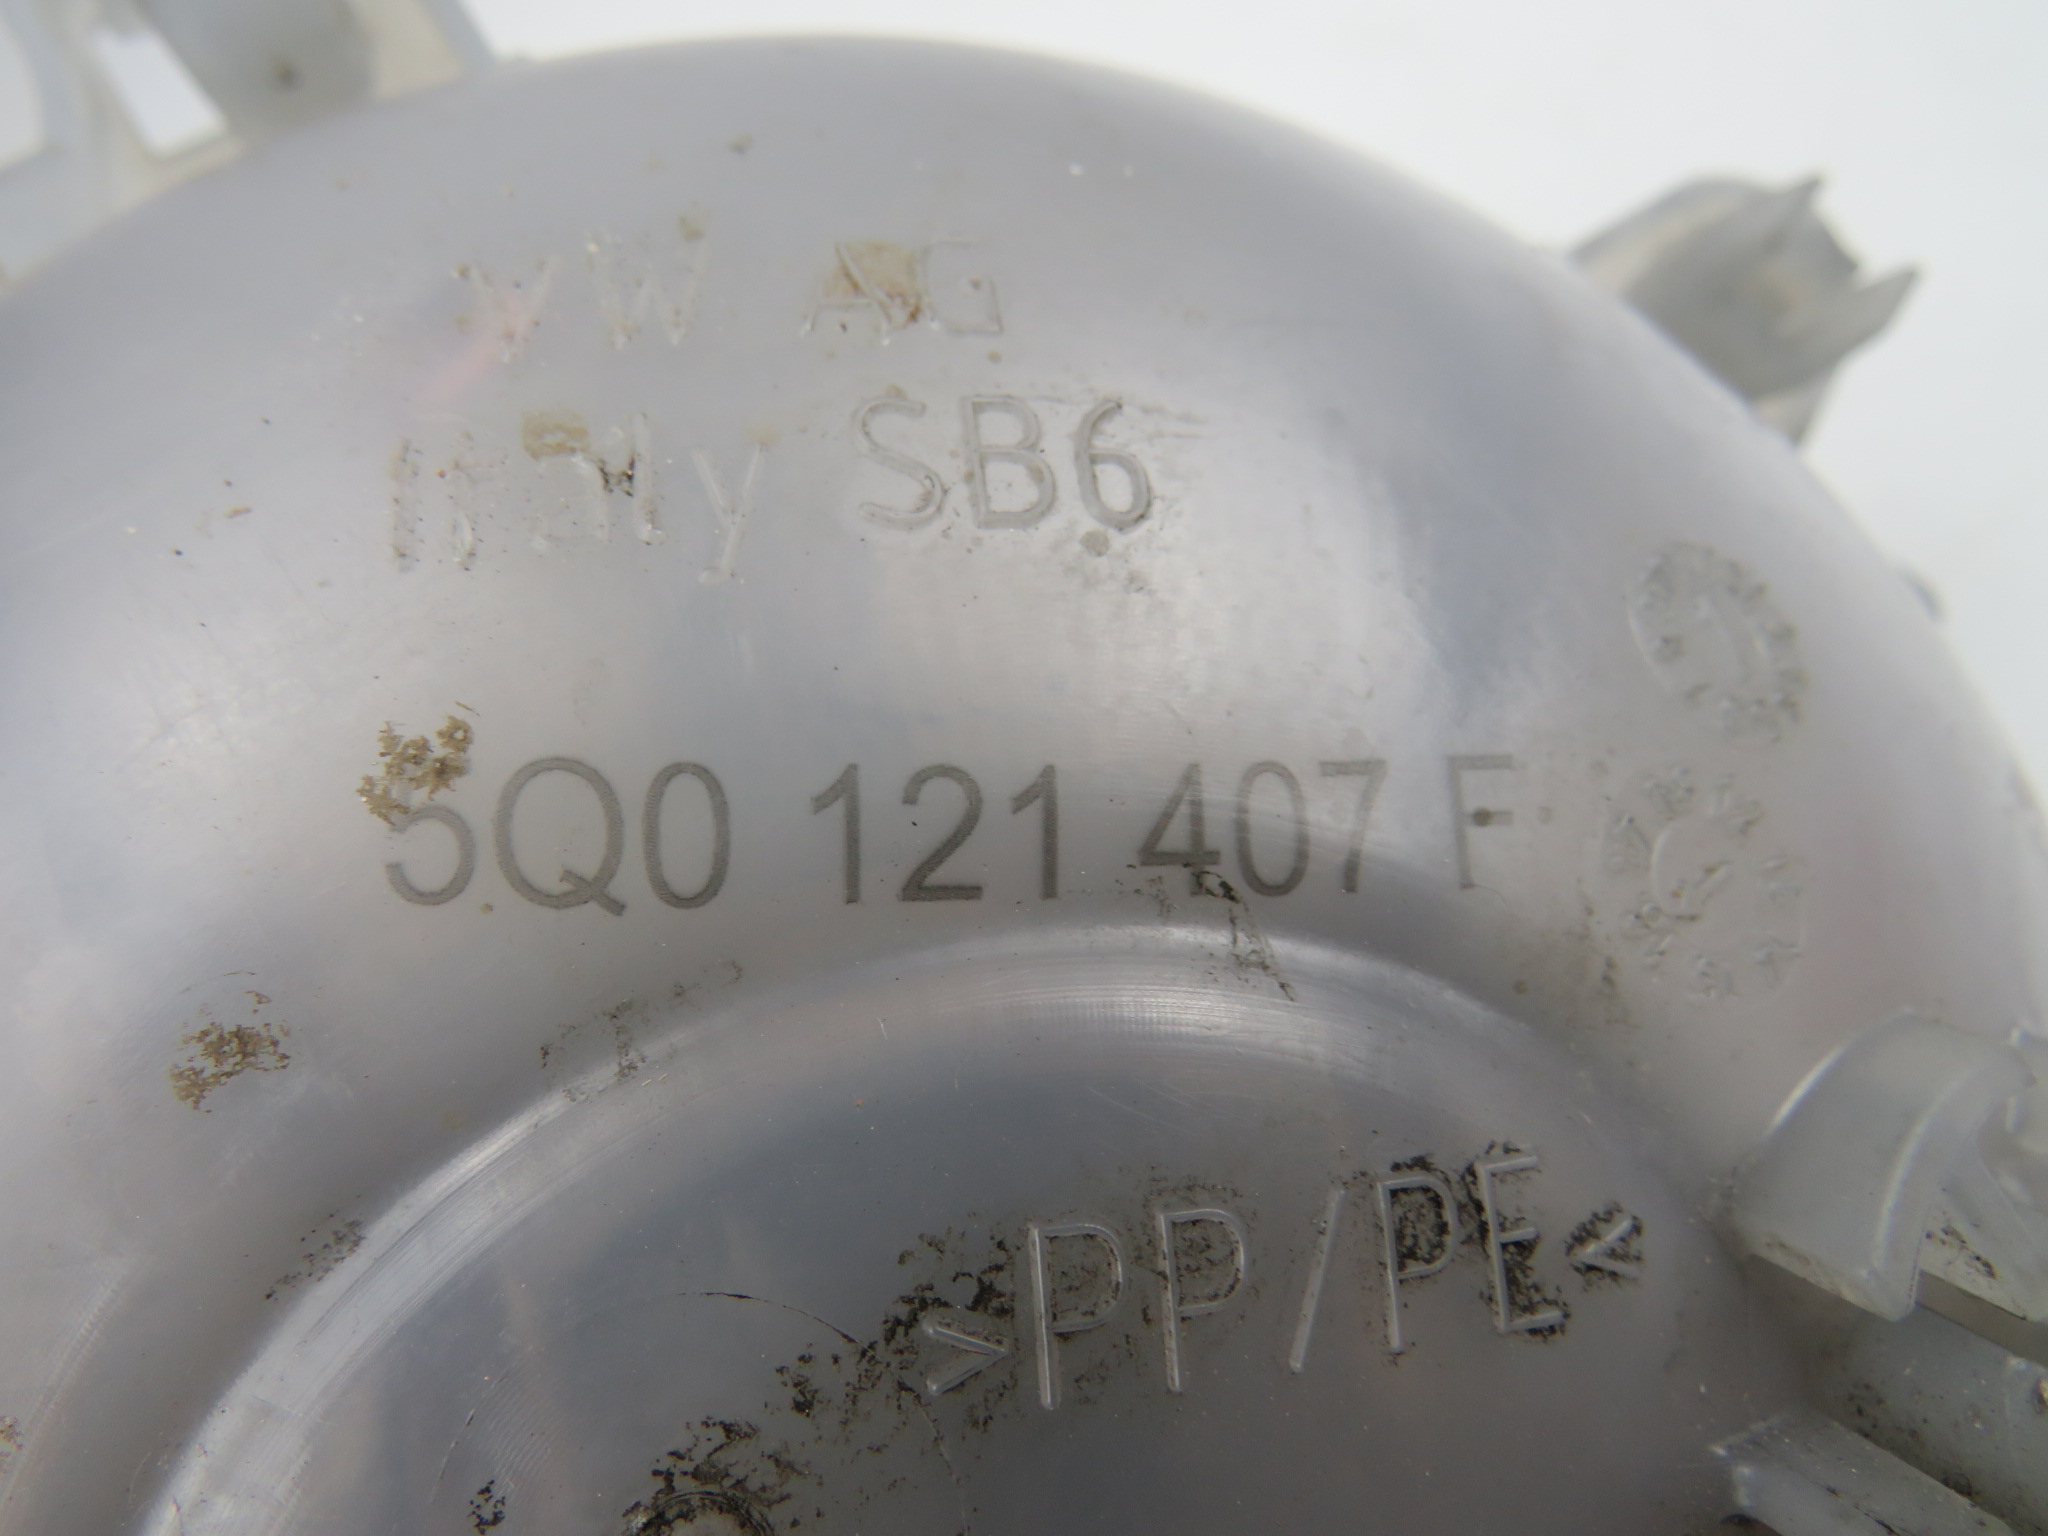 VW AG
Italy SB6
5Q0 121 407 F
>PP/PE<